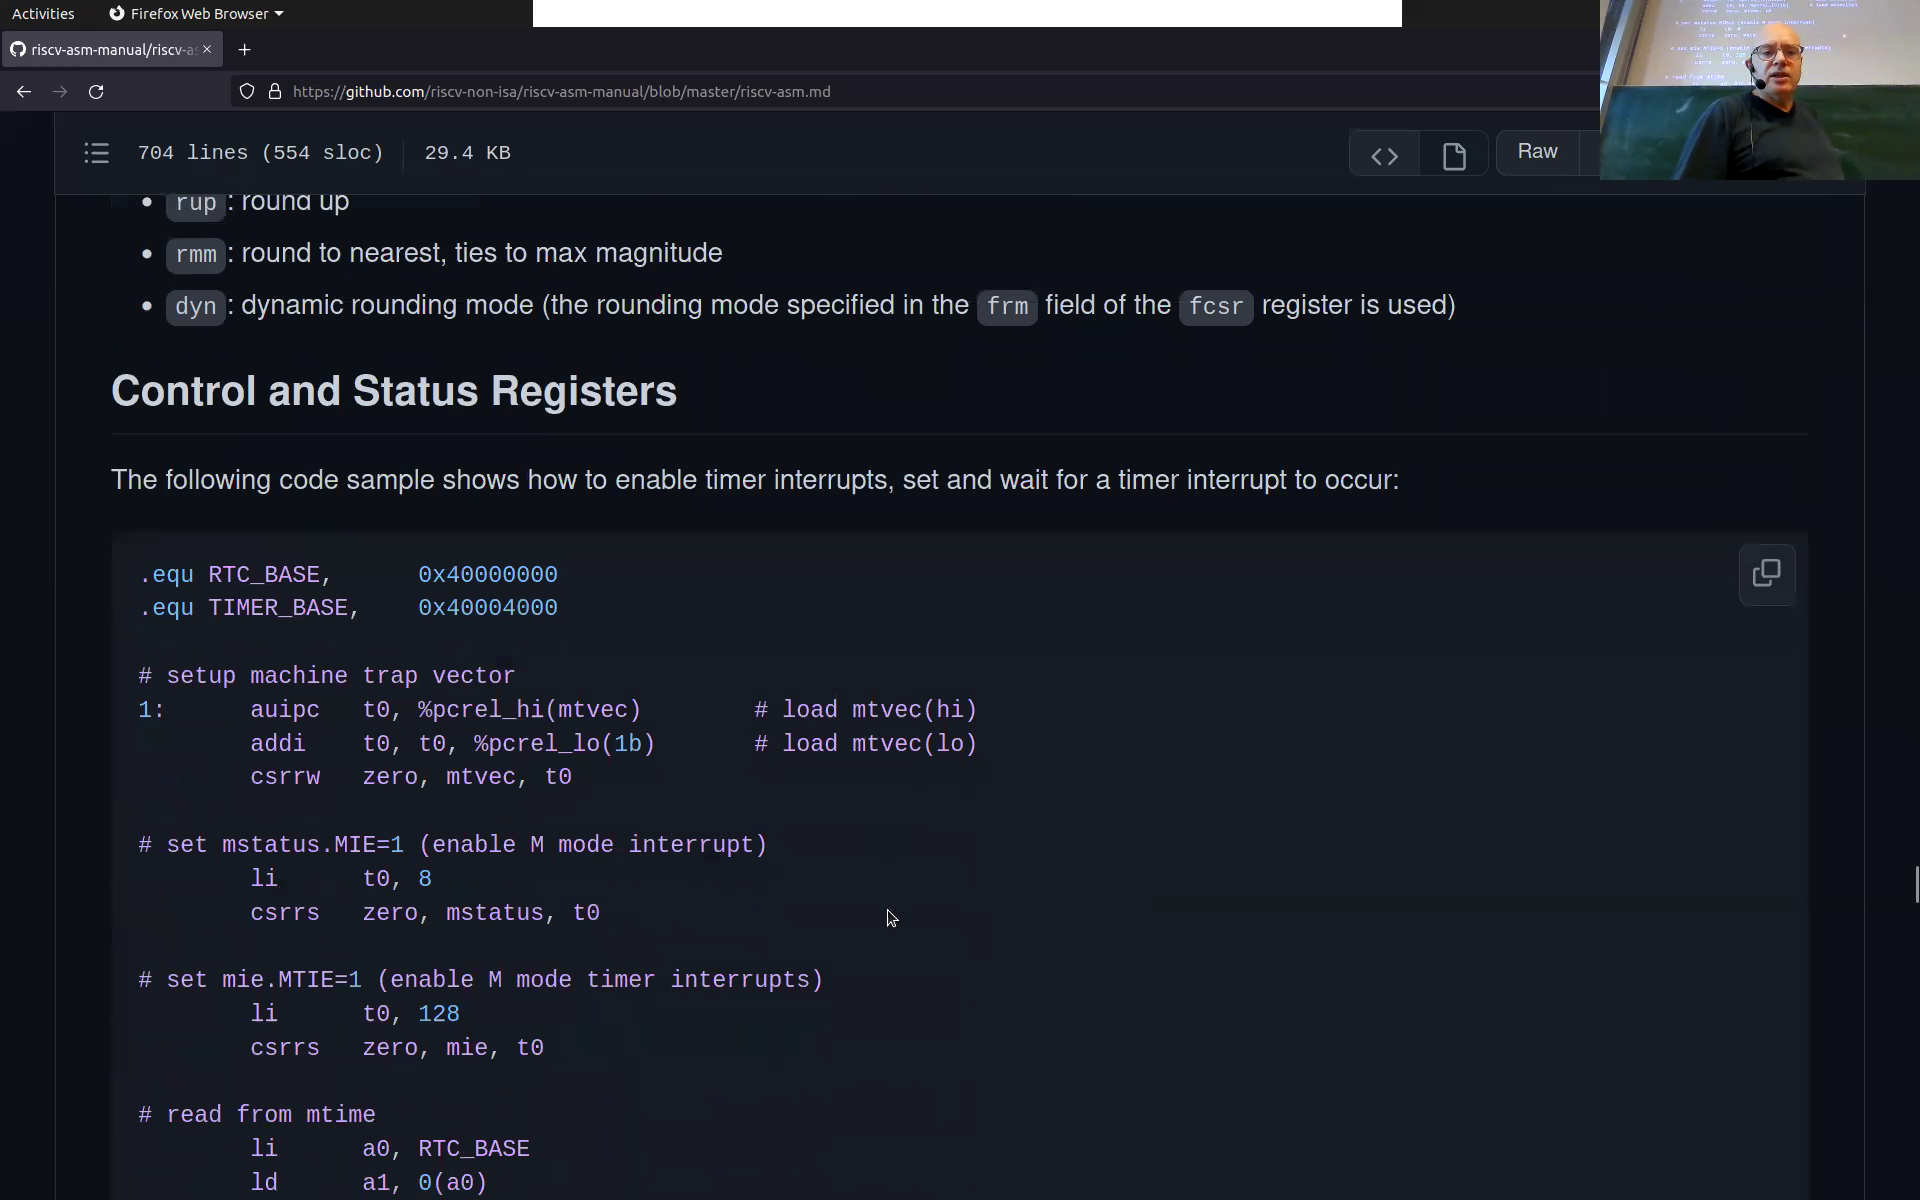 Activities
Firefox Web Browser
riscv-asm-manual/riscv-as
https://github.com/riscv-non-isa/riscv-asm-manual/blob/master/riscv-asm.md
704 lines (554 sloc)
29.4 KB
Raw
rup : round up
rmm : round to nearest, ties to max magnitude
dyn : dynamic rounding mode (the rounding mode specified in the frm field of the fcsr register is used)
Control and Status Registers
The following code sample shows how to enable timer interrupts, set and wait for a timer interrupt to occur:
.equ RTC_BASE, 0x40000000
.equ TIMER_BASE, 0x40004000
# setup machine trap vector
1: auipc t0, %pcrel_hi(mtvec) # load mtvec(hi)
addi t0, t0, %pcrel_lo(1b) # load mtvec(lo)
csrrw zero, mtvec, t0
# set mstatus.MIE=1 (enable M mode interrupt)
li t0, 8
csrrs zero, mstatus, t0
# set mie.MTIE=1 (enable M mode timer interrupts)
li t0, 128
csrrs zero, mie, t0
# read from mtime
li a0, RTC_BASE
ld a1, 0(a0)